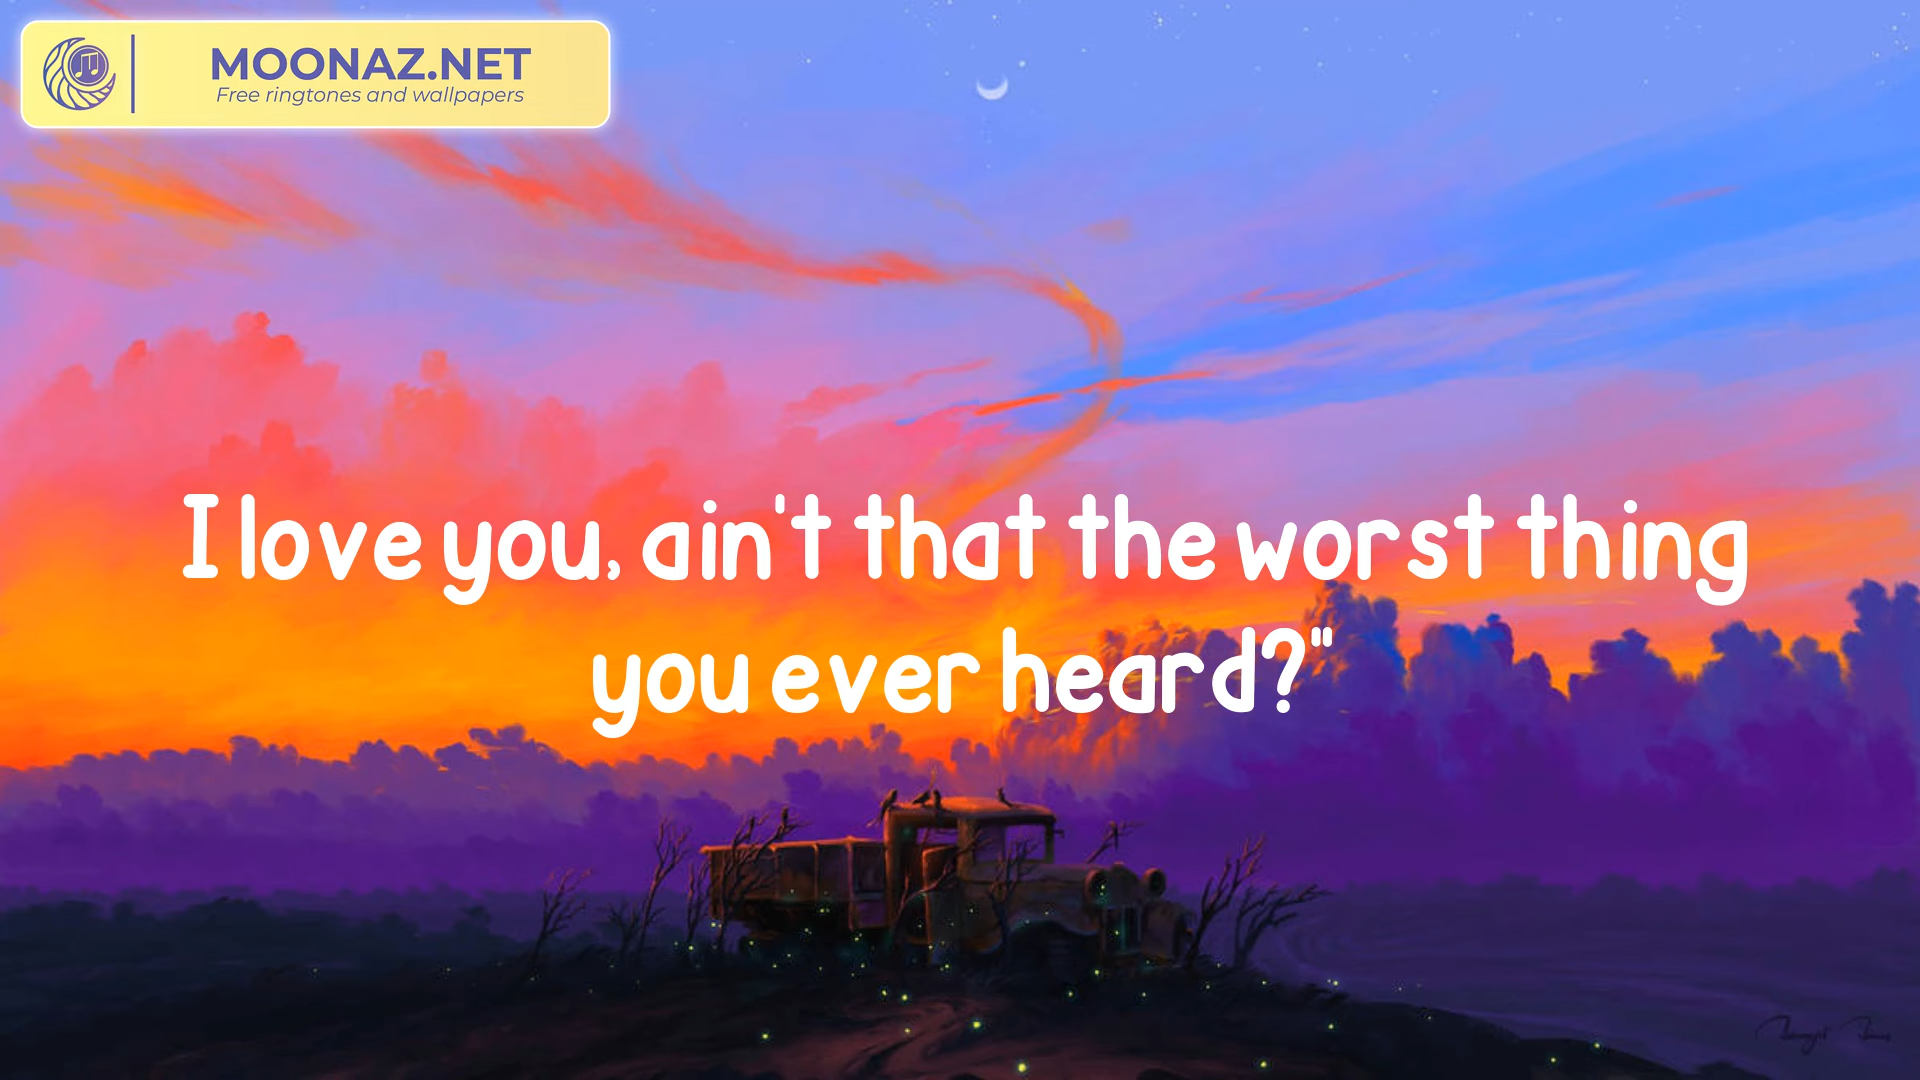 MOONAZ.NET
Free ringtones and wallpapers
I love you, ain't that the worst thing
you ever heard?"